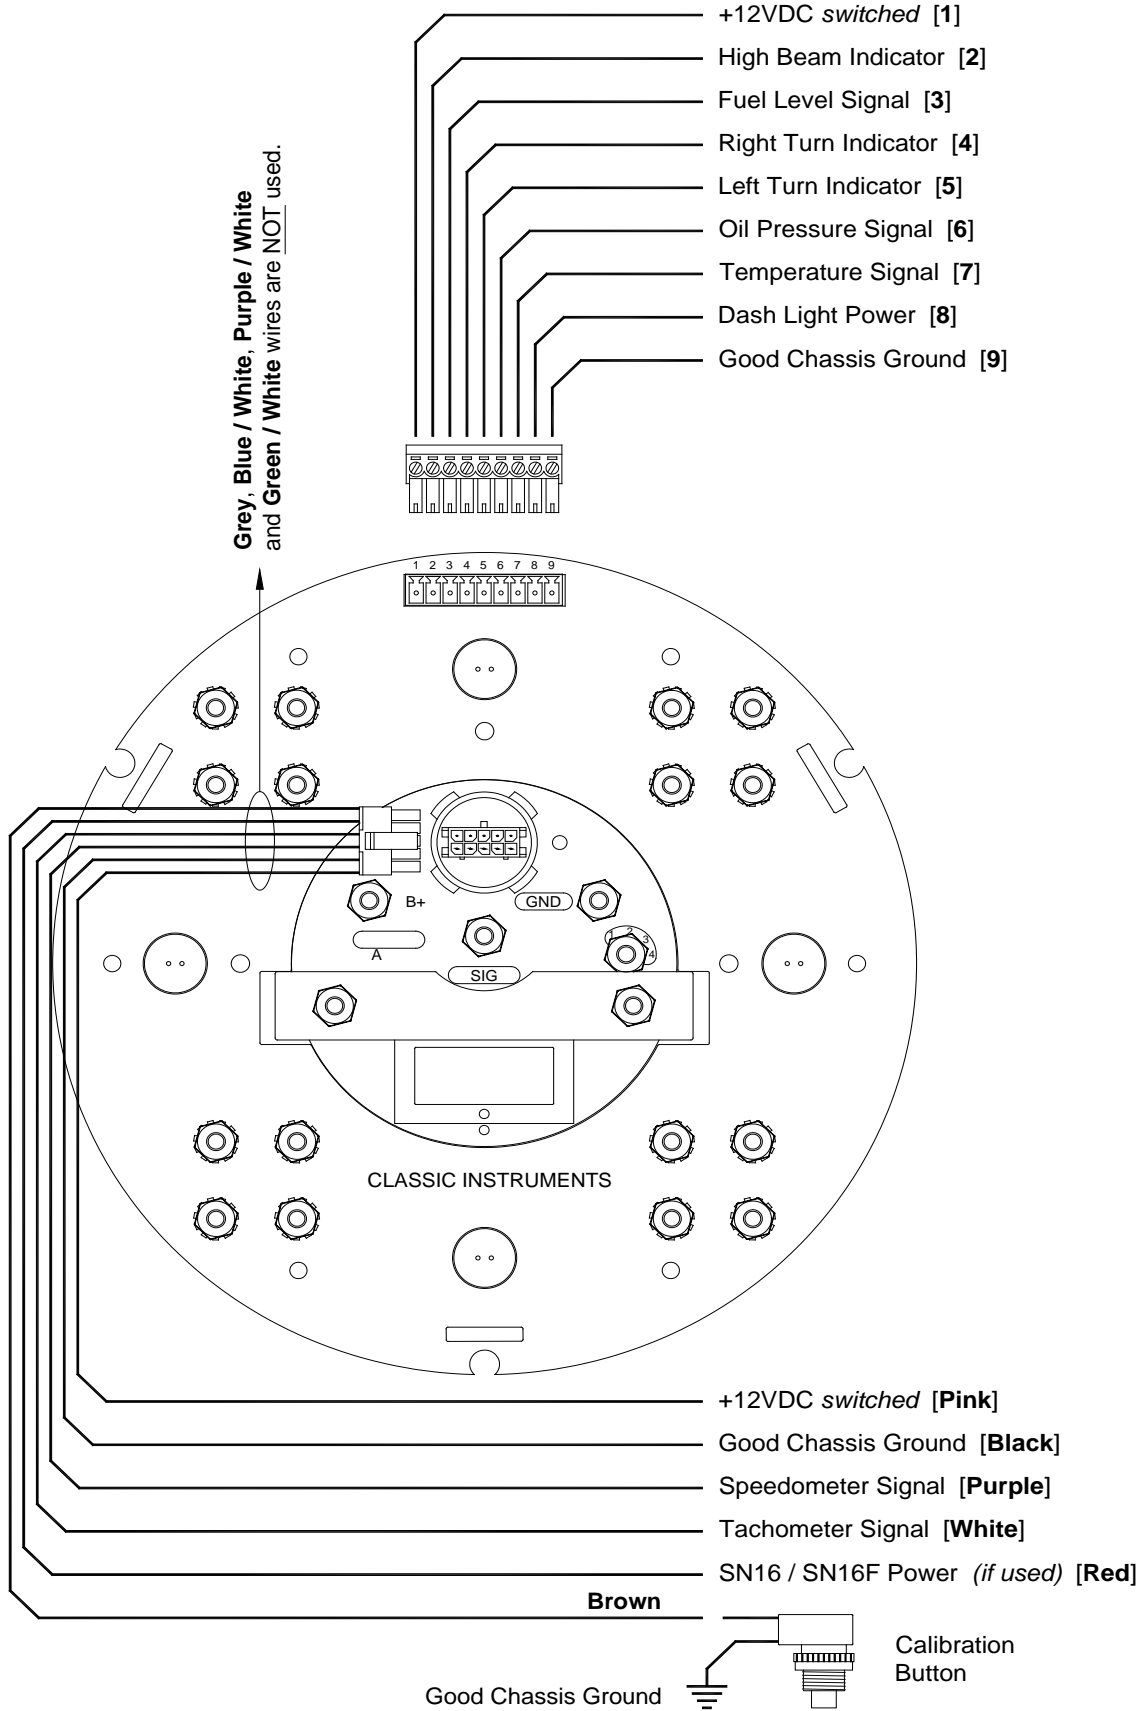 +12VDC switched [1]
High Beam Indicator [2]
Fuel Level Signal [3]
Right Turn Indicator [4]
Left Turn Indicator [5]
Oil Pressure Signal [6]
Temperature Signal [7]
Dash Light Power [8]
Good Chassis Ground [9]
Grey, Blue / White, Purple / White
and Green / White wires are NOT used.
1 2 3 4 5 6 7 8 9
B+
GND
A
SIG
1 2 3 4
CLASSIC INSTRUMENTS
+12VDC switched [Pink]
Good Chassis Ground [Black]
Speedometer Signal [Purple]
Tachometer Signal [White]
SN16 / SN16F Power (if used) [Red]
Brown
Calibration
Button
Good Chassis Ground